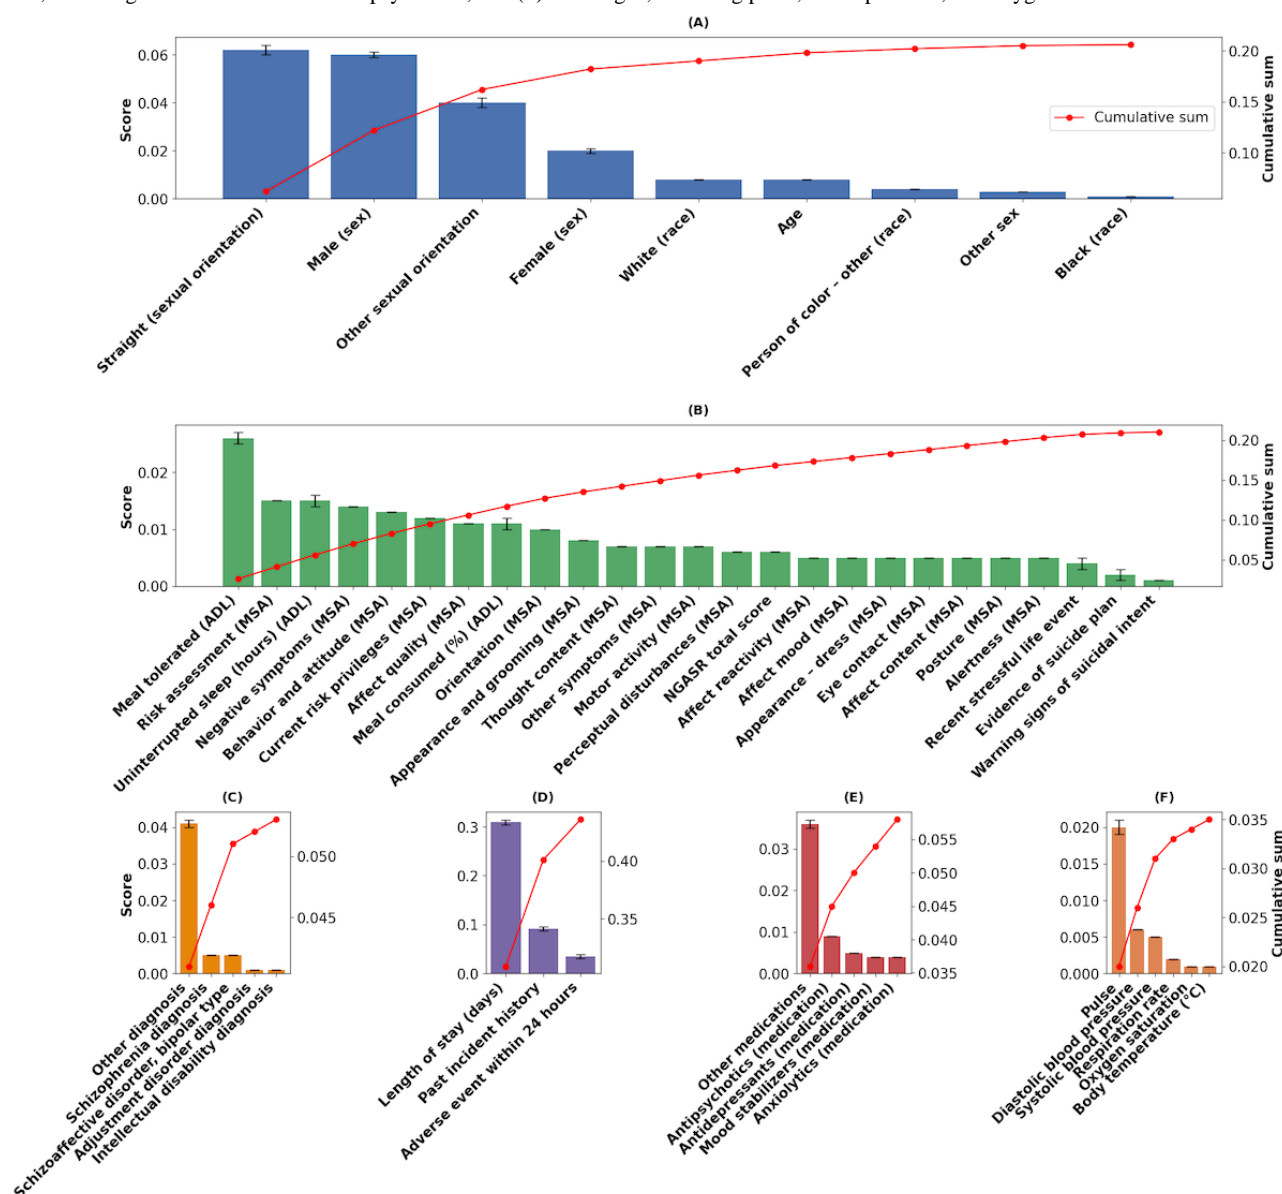 (A)
0.06
0.04
0.02
0.00
Score
0.20
0.15
0.10
Cumulative sum
Cumulative sum
Straight (sexual orientation)
Male (sex)
Other sexual orientation
Female (sex)
White (race)
Age
Person of color – other (race)
Other sex
Black (race)
(B)
0.02
0.01
0.00
Score
0.20
0.15
0.10
0.05
Cumulative sum
Meal tolerated (ADL)
Risk assessment (MSA)
Uninterrupted sleep (hours) (ADL)
Negative symptoms (MSA)
Behavior and attitude (MSA)
Current risk privileges (MSA)
Affect quality (MSA)
Meal consumed (%) (ADL)
Orientation (MSA)
Appearance and grooming (MSA)
Thought content (MSA)
Other symptoms (MSA)
Motor activity (MSA)
Perceptual disturbances (MSA)
NGASR total score
Affect reactivity (MSA)
Affect mood (MSA)
Appearance – dress (MSA)
Eye contact (MSA)
Affect content (MSA)
Posture (MSA)
Alertness (MSA)
Recent stressful life event
Evidence of suicide plan
Warning signs of suicidal intent
(C)
0.04
0.03
0.02
0.01
0.00
Score
0.050
0.045
Other diagnosis
Schizophrenia diagnosis
Schizoaffective disorder, bipolar type
Adjustment disorder diagnosis
Intellectual disability diagnosis
(D)
0.3
0.2
0.1
0.0
0.40
0.35
Length of stay (days)
Past incident history
Adverse event within 24 hours
(E)
0.03
0.02
0.01
0.00
0.055
0.050
0.045
0.040
0.035
Other medications
Antipsychotics (medication)
Antidepressants (medication)
Mood stabilizers (medication)
Anxiolytics (medication)
(F)
0.020
0.015
0.010
0.005
0.000
0.035
0.030
0.025
0.020
Cumulative sum
Pulse
Diastolic blood pressure
Systolic blood pressure
Respiration rate
Oxygen saturation
Body temperature (°C)